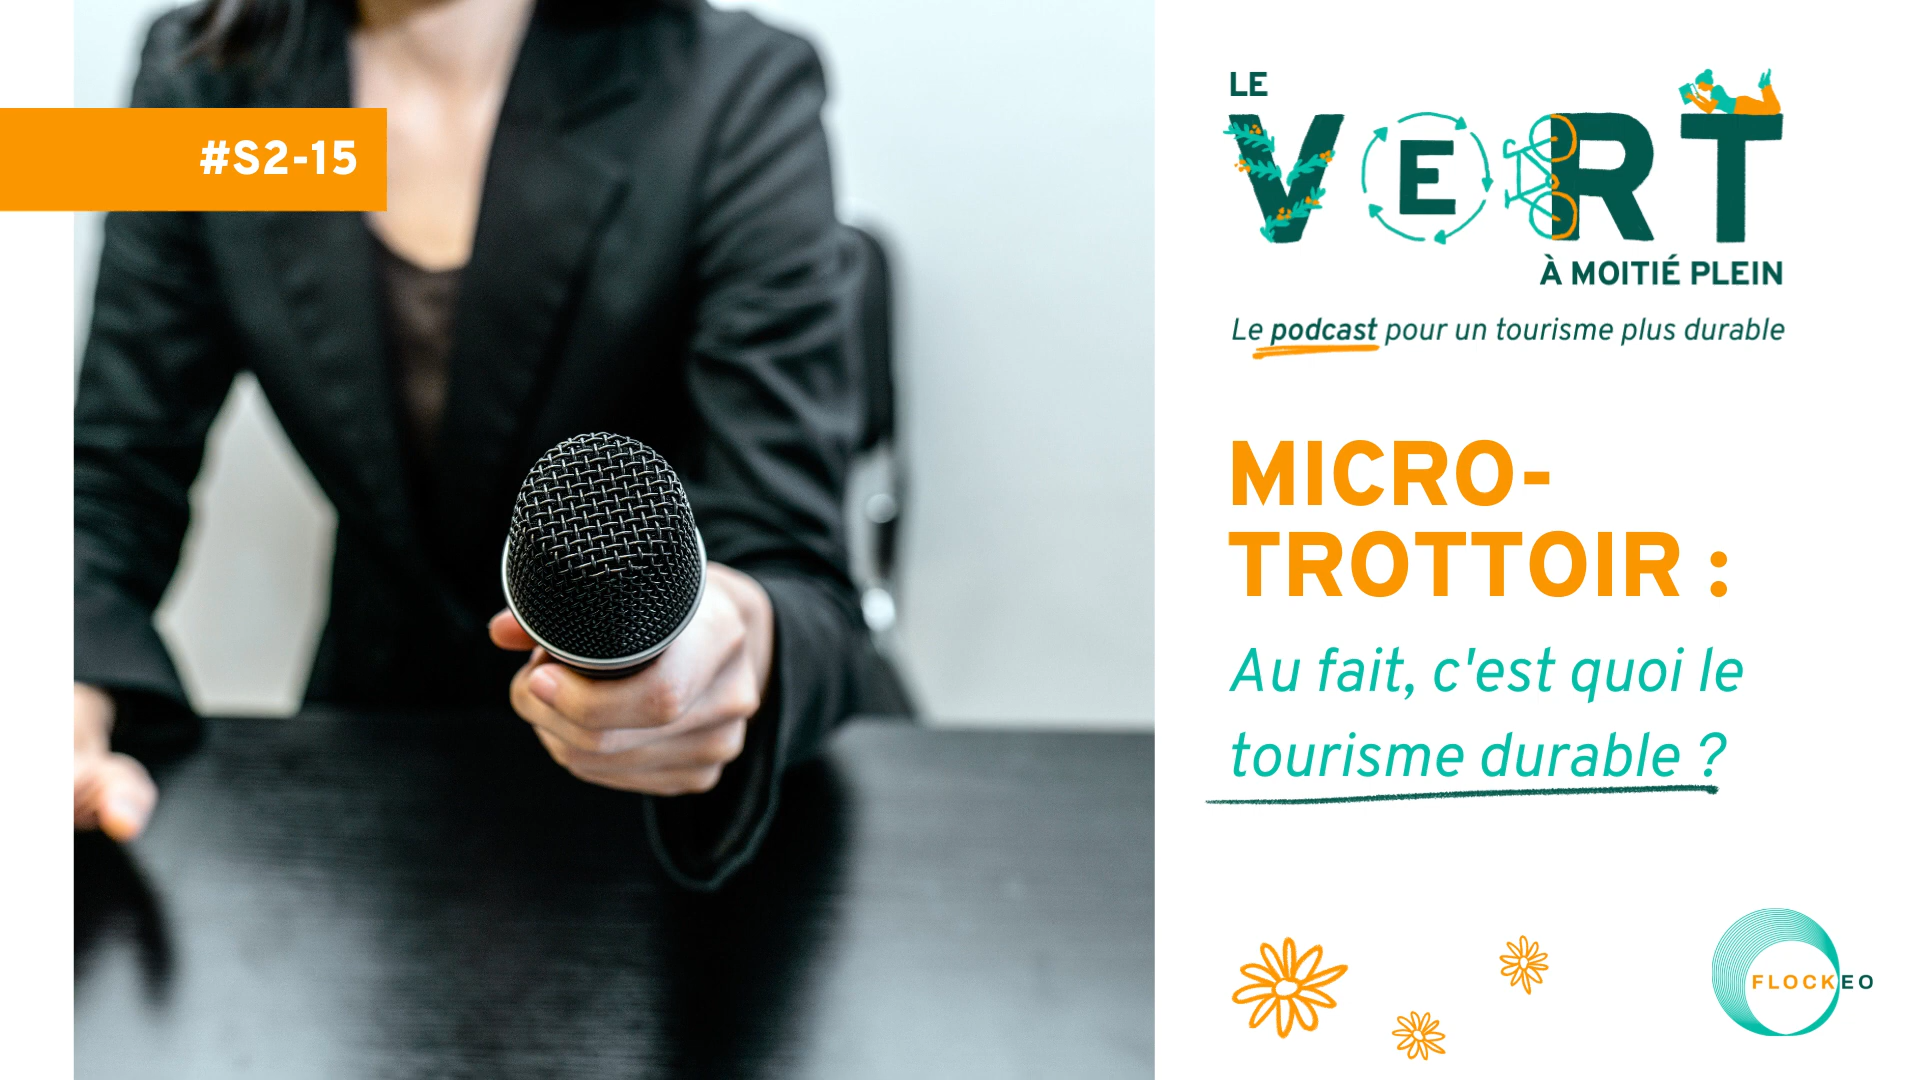 #S2-15
LE
VERT
À MOITIÉ PLEIN
Le podcast pour un tourisme plus durable
MICRO-
TROTTOIR :
Au fait, c'est quoi le
tourisme durable ?
FLOCKEO